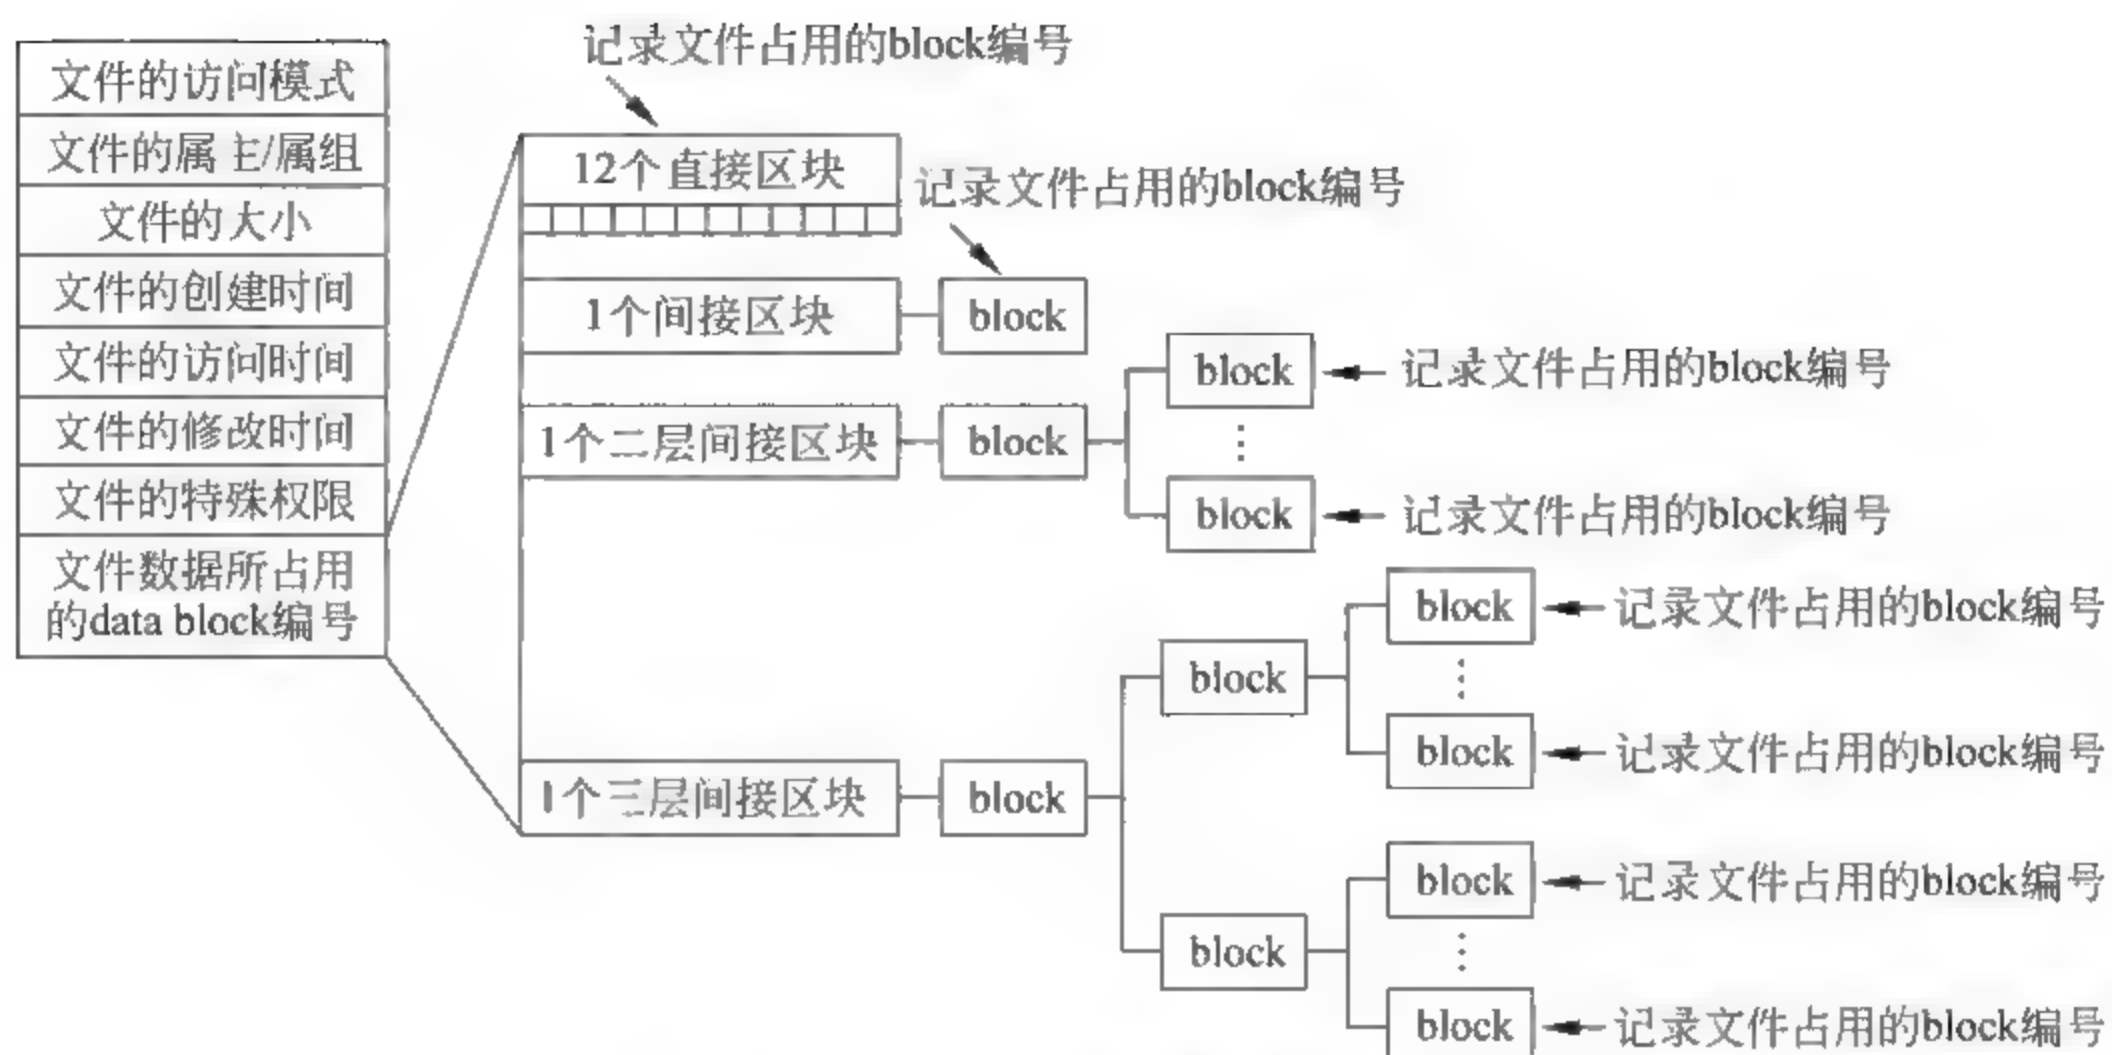 文件的访问模式
文件的属主/属组
文件的大小
文件的创建时间
文件的访问时间
文件的修改时间
文件的特殊权限
文件数据所占用
的data block编号
记录文件占用的block编号
12个直接区块
记录文件占用的block编号
1个间接区块
block
1个二层间接区块
block
block
记录文件占用的block编号
⋮
block
记录文件占用的block编号
1个三层间接区块
block
block
block
记录文件占用的block编号
⋮
block
记录文件占用的block编号
block
block
记录文件占用的block编号
⋮
block
记录文件占用的block编号